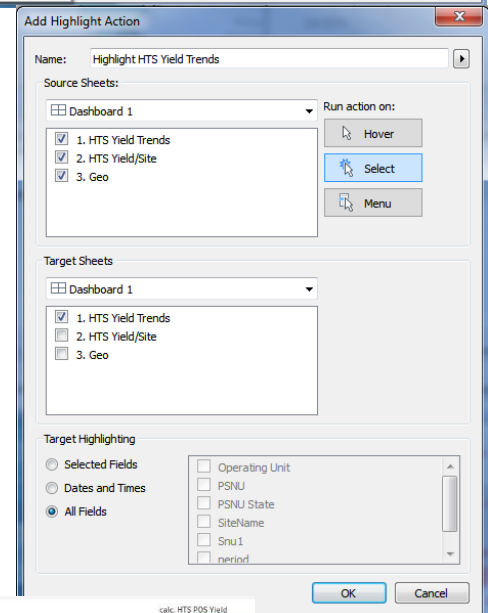 Add Highlight Action
Name: Highlight HTS Yield Trends
Source Sheets:
Dashboard 1
Run action on:
1. HTS Yield Trends
2. HTS Yield/Site
3. Geo
Hover
Select
Menu
Target Sheets
Dashboard 1
1. HTS Yield Trends
2. HTS Yield/Site
3. Geo
Target Highlighting
Selected Fields
Dates and Times
All Fields
Operating Unit
PSNU
PSNU State
SiteName
Snu1
period
OK Cancel
calc. HTS POS Yield